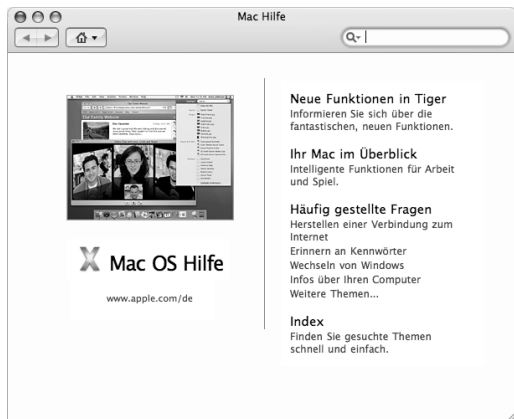 Mac Hilfe
Mac OS Hilfe
www.apple.com/de
Neue Funktionen in Tiger
Informieren Sie sich über die
fantastischen, neuen Funktionen.
Ihr Mac im Überblick
Intelligente Funktionen für Arbeit
und Spiel.
Häufig gestellte Fragen
Herstellen einer Verbindung zum
Internet
Erinnern an Kennwörter
Wechseln von Windows
Infos über Ihren Computer
Weitere Themen...
Index
Finden Sie gesuchte Themen
schnell und einfach.